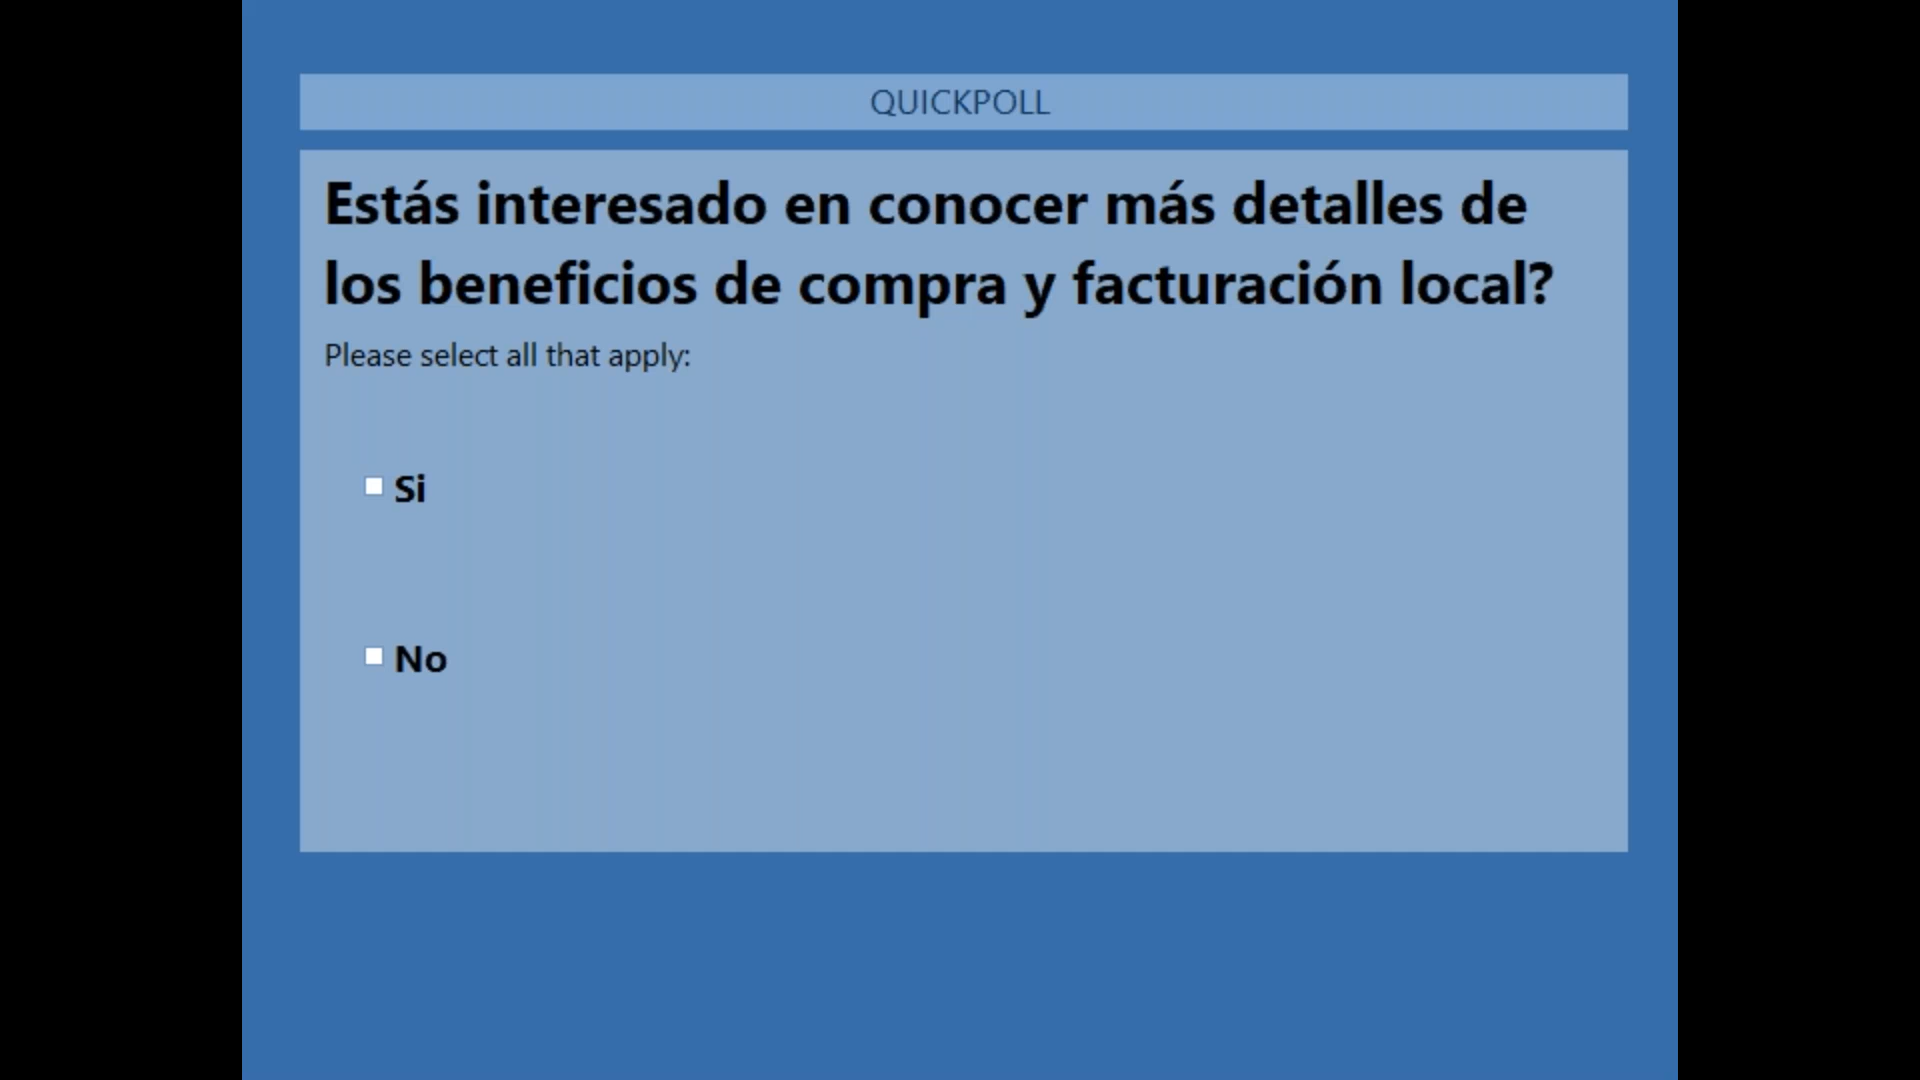 QUICKPOLL
Estás interesado en conocer más detalles de
los beneficios de compra y facturación local?
Please select all that apply:
Si
No